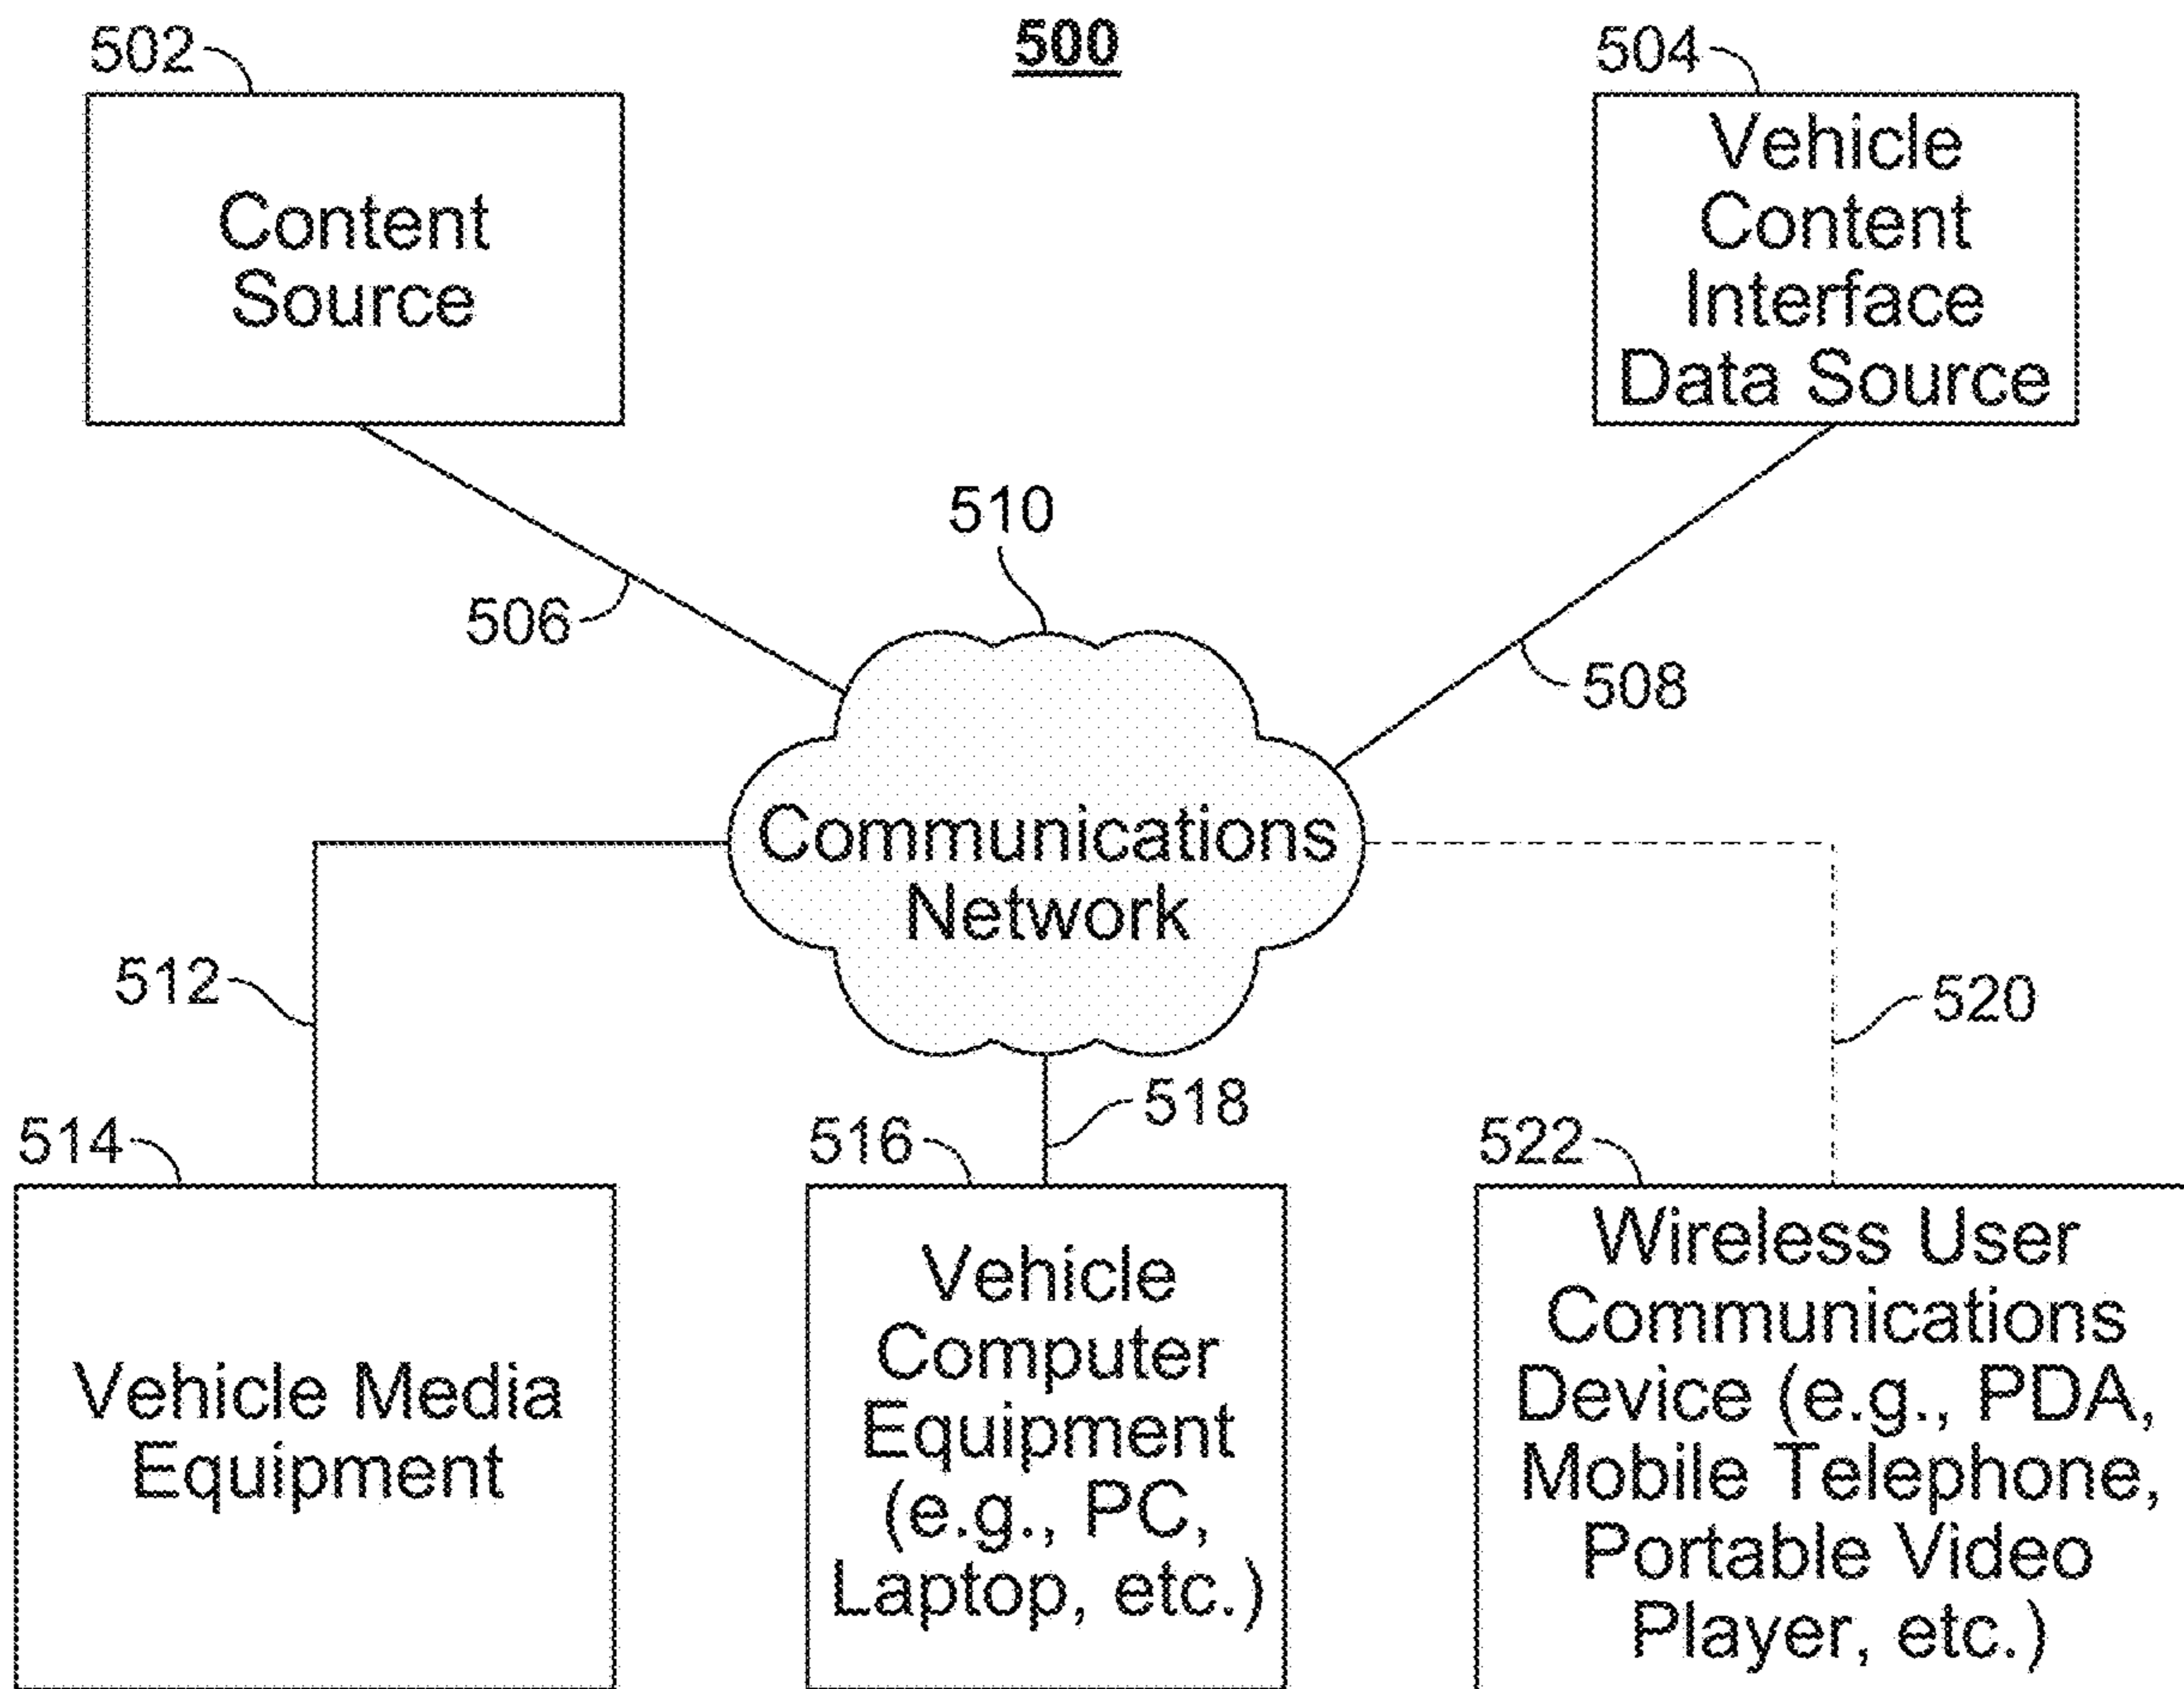 500
502
Content
Source
504
Vehicle
Content
Interface
Data Source
506
510
508
Communications
Network
512
520
514
Vehicle Media
Equipment
516
518
Vehicle
Computer
Equipment
(e.g., PC,
Laptop, etc.)
522
Wireless User
Communications
Device (e.g., PDA,
Mobile Telephone,
Portable Video
Player, etc.)